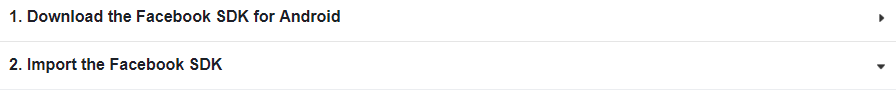 1. Download the Facebook SDK for Android
2. Import the Facebook SDK